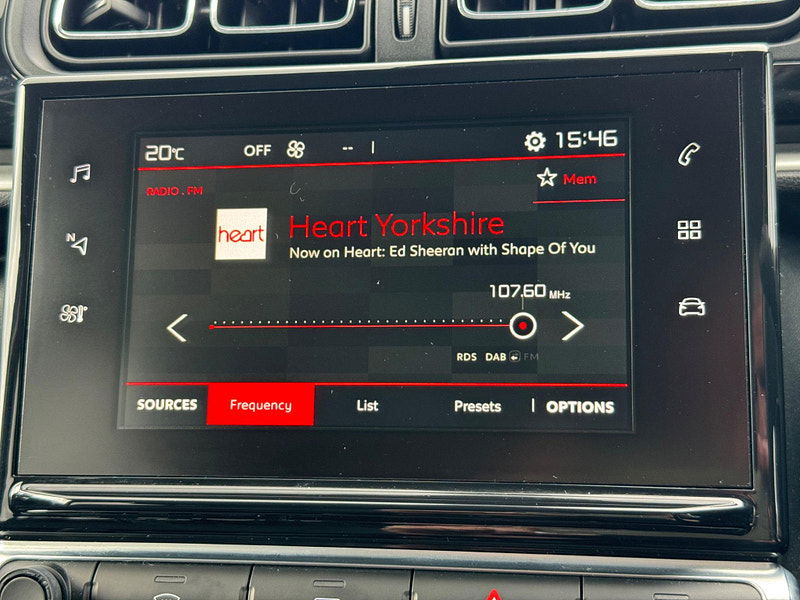 20°C OFF -- 15:46
RADIO . FM
Mem
heart
Heart Yorkshire
Now on Heart: Ed Sheeran with Shape Of You
107.60 MHz
RDS DAB FM
SOURCES Frequency List Presets OPTIONS
N